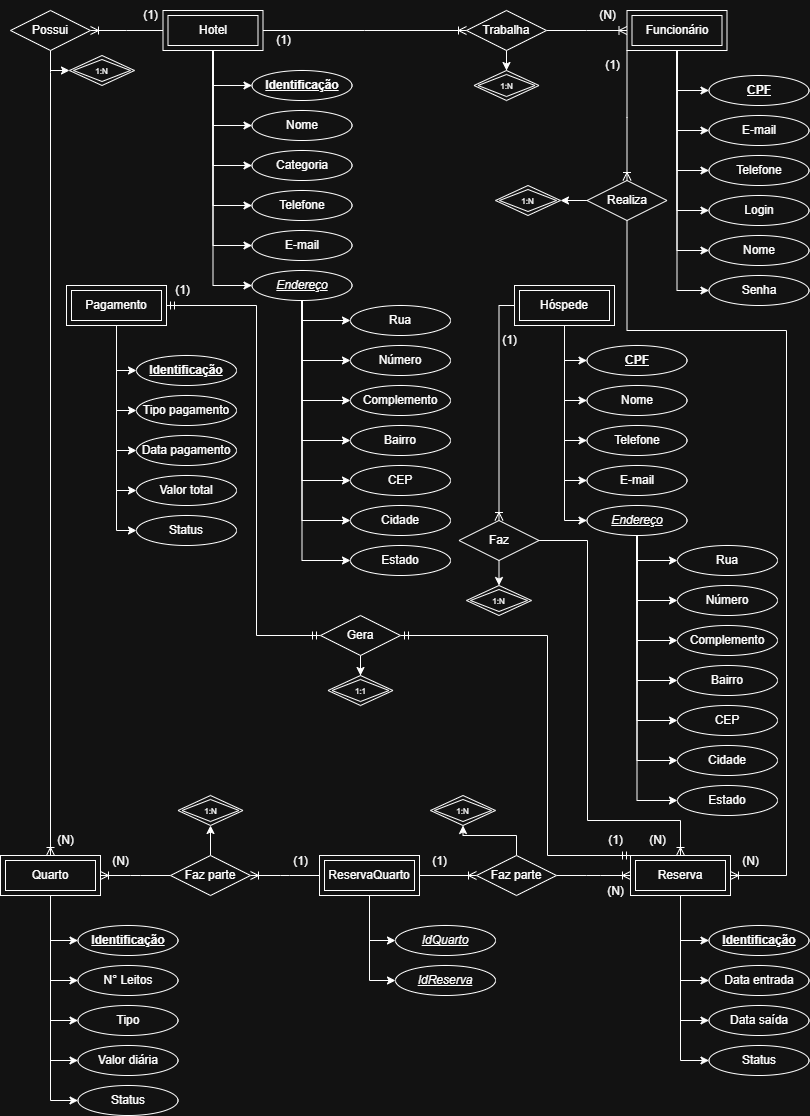 (1)
(N)
Possui
Hotel
Trabalha
Funcionário
(1)
(1)
1:N
1:N
Identificação
CPF
Nome
E-mail
Categoria
Telefone
1:N
Realiza
Telefone
Login
E-mail
Nome
Endereço
Senha
(1)
Pagamento
Hóspede
Rua
(1)
Identificação
Número
CPF
Tipo pagamento
Complemento
Nome
Data pagamento
Bairro
Telefone
Valor total
CEP
E-mail
Status
Cidade
Endereço
Faz
Estado
Rua
1:N
Número
Gera
Complemento
1:1
Bairro
CEP
Cidade
Estado
1:N
1:N
(N)
(1)
(N)
(N)
(1)
(1)
(N)
Quarto
Faz parte
ReservaQuarto
Faz parte
Reserva
(N)
Identificação
IdQuarto
Identificação
N° Leitos
IdReserva
Data entrada
Tipo
Data saída
Valor diária
Status
Status